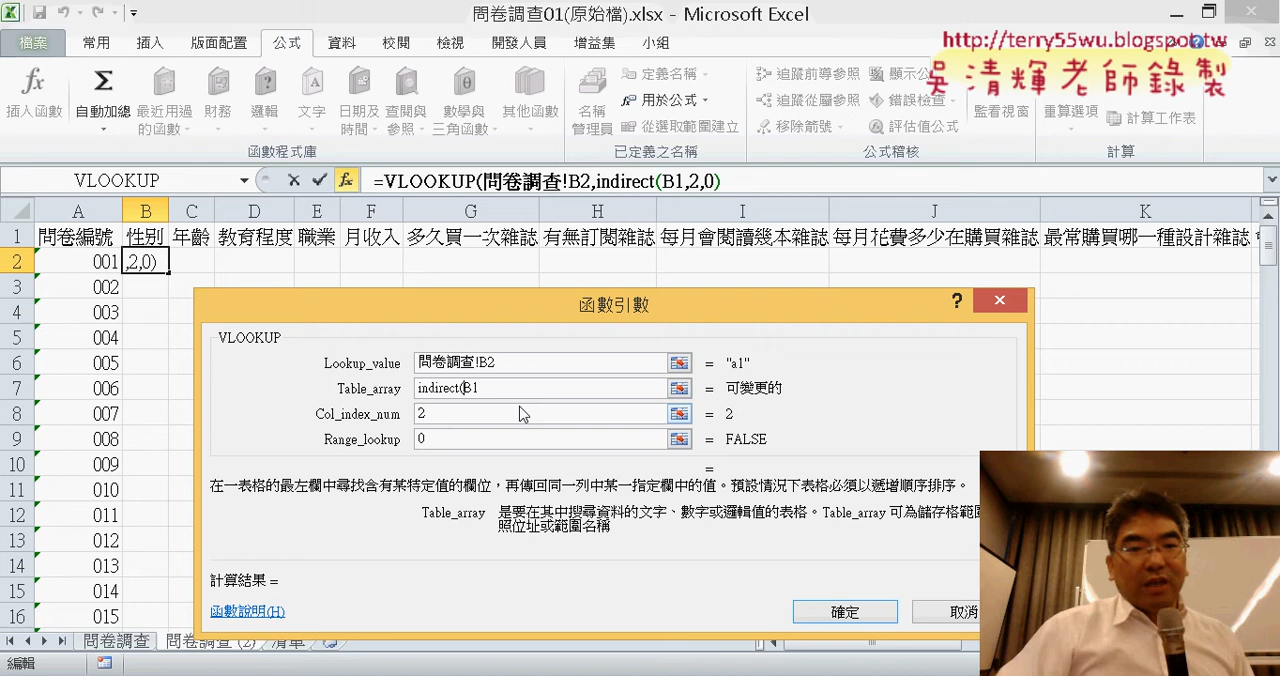 問卷調查01(原始檔).xlsx - Microsoft Excel
http://terry55wu.blogspot.tw
吳清輝老師錄製
檔案 常用 插入 版面配置 公式 資料 校閱 檢視 開發人員 增益集 小組
fx Σ ? A θ
插入函數 自動加總 最近用過的函數 財務 邏輯 文字 日期及時間 查閱與參照 數學與三角函數 其他函數
名稱管理員 定義名稱 用於公式 從選取範圍建立
追蹤前導參照 追蹤從屬參照 移除箭號 顯示公 錯誤檢查 評估值公式 監看視窗
重算選項 計算工作表
函數程式庫 已定義之名稱 公式稽核 計算
VLOOKUP fx =VLOOKUP(問卷調查!B2,indirect(B1,2,0)
A B C D E F G H I J K
1 問卷編號 性別 年齡 教育程度 職業 月收入 多久買一次雜誌 有無訂閱雜誌 每月會閱讀幾本雜誌 每月花費多少在購買雜誌 最常購買哪一種設計雜誌
2 001 ,2,0)
3 002
4 003
5 004
6 005
7 006
8 007
9 008
10 009
11 010
12 011
13 012
14 013
15 014
16 015
函數引數
?
VLOOKUP
Lookup_value 問卷調查!B2 = "a1"
Table_array indirect(B1 = 可變更的
Col_index_num 2 = 2
Range_lookup 0 = FALSE
=
在一表格的最左欄中尋找含有某特定值的欄位，再傳回同一列中某一指定欄中的值。預設情況下表格必須以遞增順序排序。
Table_array 是要在其中搜尋資料的文字、數字或邏輯值的表格。Table_array 可為儲存格範圍
照位址或範圍名稱
計算結果 =
函數說明(H)
確定 取消
問卷調查 問卷調查 (2) 清單
編輯